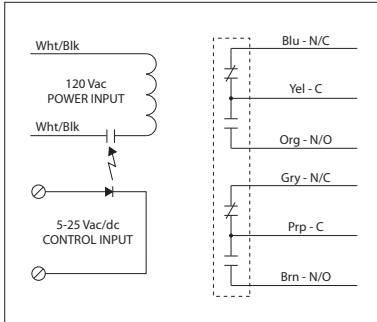 Wht/Blk
120 Vac
POWER INPUT
Wht/Blk
5-25 Vac/dc
CONTROL INPUT
Blu - N/C
Yel - C
Org - N/O
Gry - N/C
Prp - C
Brn - N/O